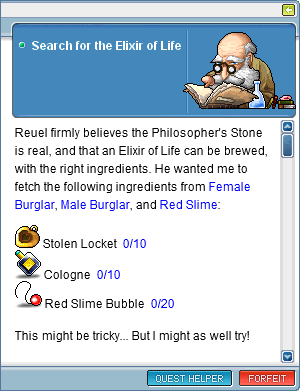 Search for the Elixir of Life
Reuel firmly believes the Philosopher's Stone
is real, and that an Elixir of Life can be brewed,
with the right ingredients. He wanted me to
fetch the following ingredients from Female
Burglar, Male Burglar, and Red Slime:
Stolen Locket 0/10
Cologne 0/10
Red Slime Bubble 0/20
This might be tricky... But I might as well try!
QUEST HELPER FORFEIT